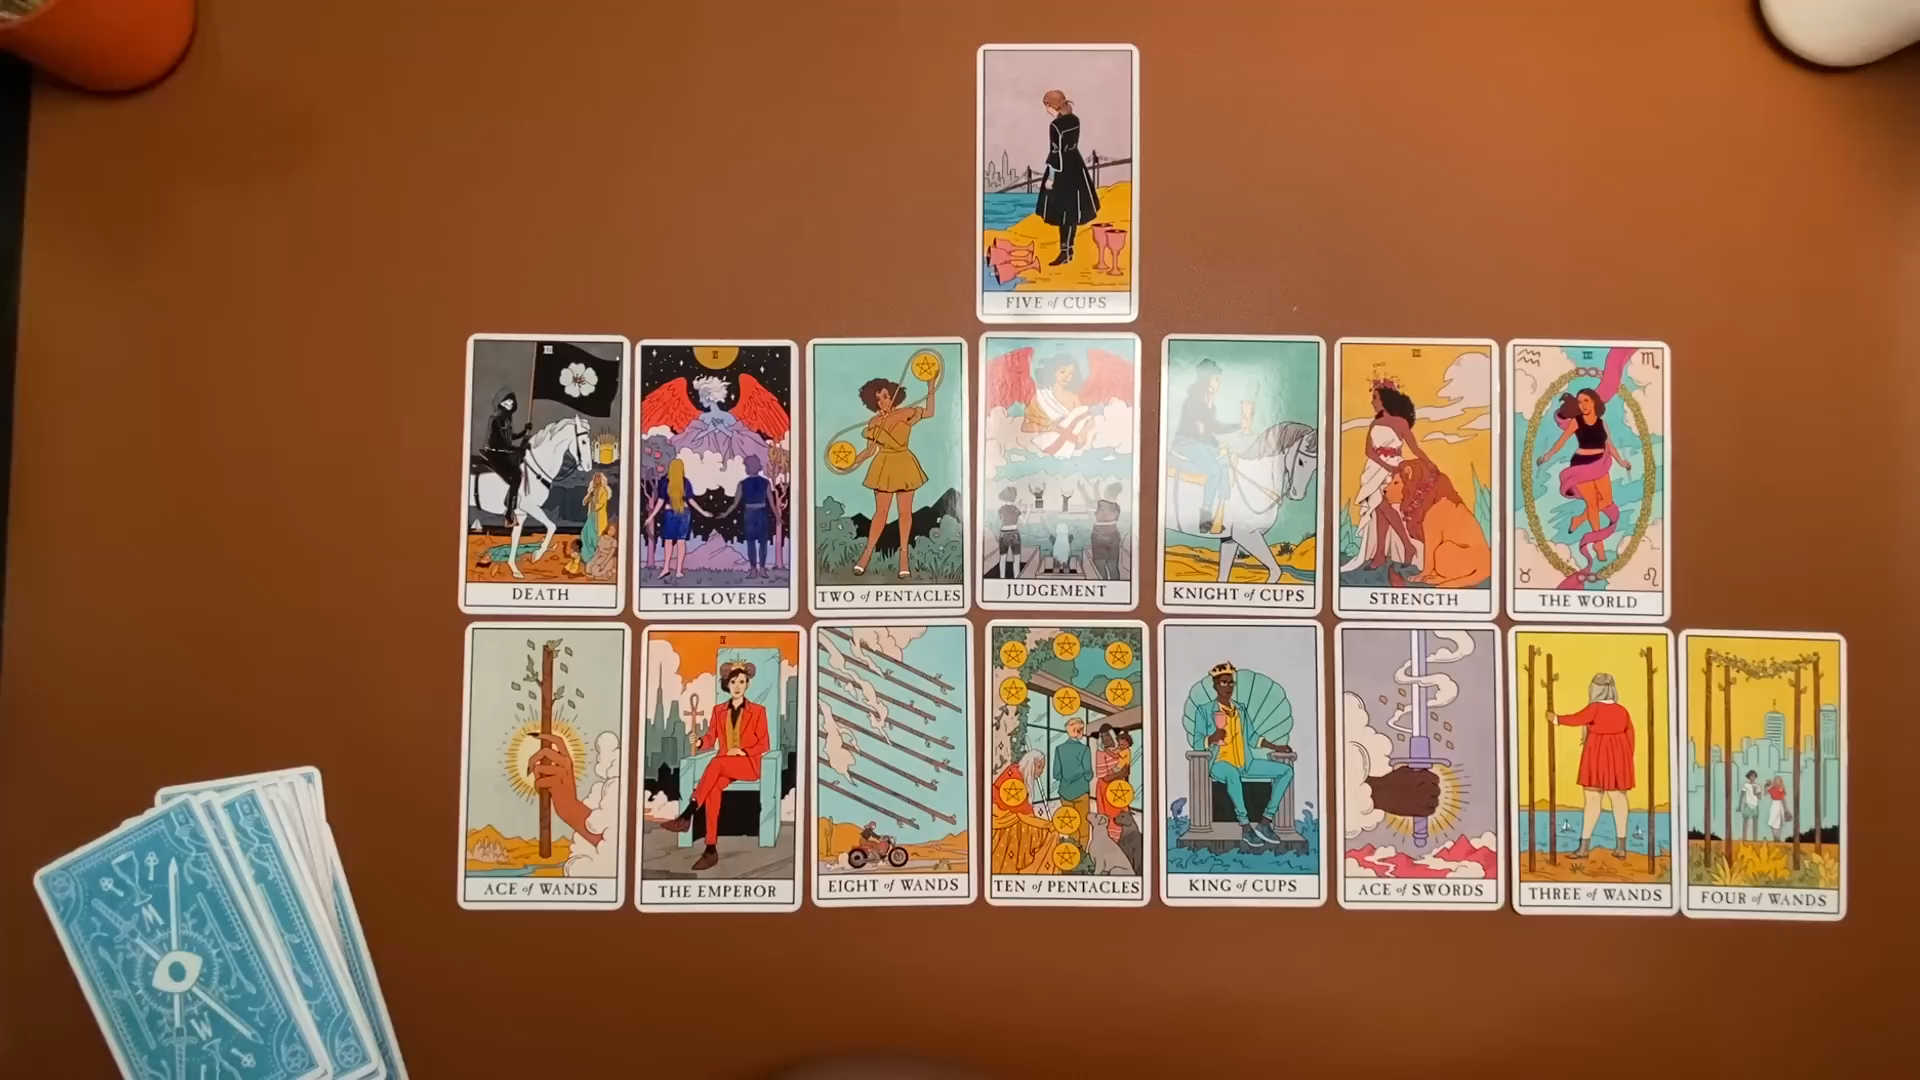 FIVE of CUPS
DEATH
THE LOVERS
TWO of PENTACLES
JUDGEMENT
KNIGHT of CUPS
STRENGTH
THE WORLD
ACE of WANDS
THE EMPEROR
EIGHT of WANDS
TEN of PENTACLES
KING of CUPS
ACE of SWORDS
THREE of WANDS
FOUR of WANDS